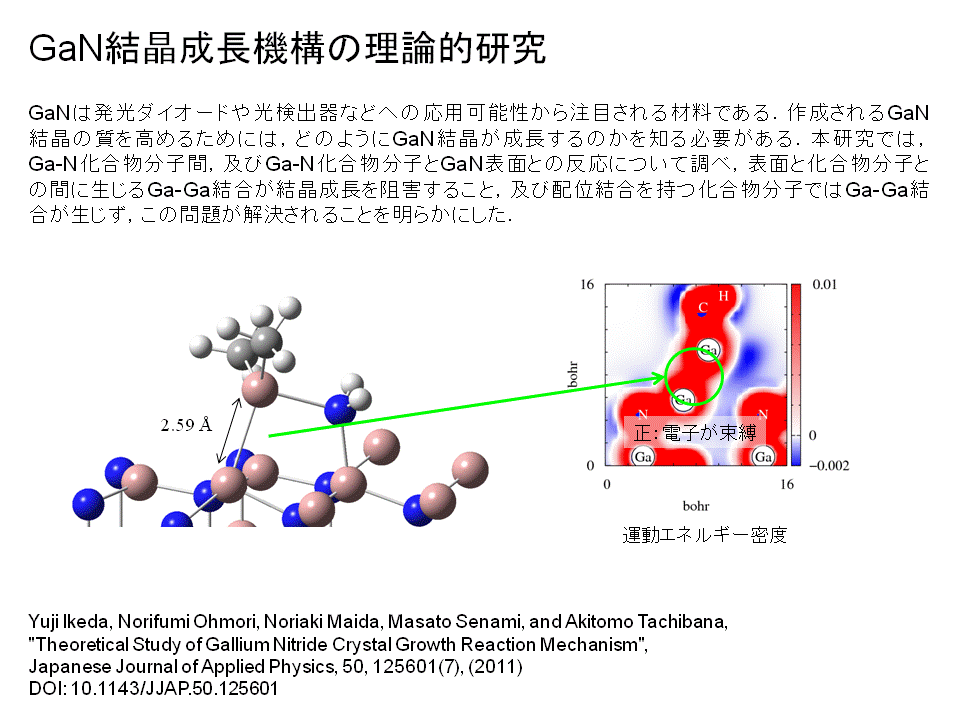 GaN結晶成長機構の理論的研究
GaNは発光ダイオードや光検出器などへの応用可能性から注目される材料である．作成されるGaN
結晶の質を高めるためには，どのようにGaN結晶が成長するのかを知る必要がある．本研究では，
Ga-N化合物分子間，及びGa-N化合物分子とGaN表面との反応について調べ，表面と化合物分子と
の間に生じるGa-Ga結合が結晶成長を阻害すること，及び配位結合を持つ化合物分子ではGa-Ga結
合が生じず，この問題が解決されることを明らかにした．
2.59 Å
16
0.01
H
C
Ga
bohr
Ga
N
N
正：電子が束縛
0
Ga
Ga
0
−0.002
0
16
bohr
運動エネルギー密度
Yuji Ikeda, Norifumi Ohmori, Noriaki Maida, Masato Senami, and Akitomo Tachibana,
"Theoretical Study of Gallium Nitride Crystal Growth Reaction Mechanism",
Japanese Journal of Applied Physics, 50, 125601(7), (2011)
DOI: 10.1143/JJAP.50.125601